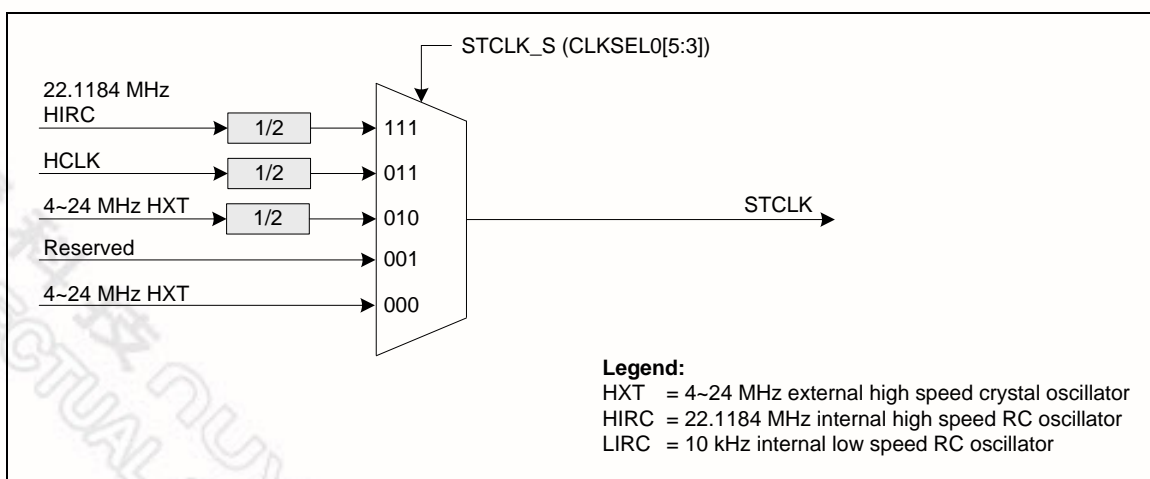 STCLK_S (CLKSEL0[5:3])
22.1184 MHz
HIRC
1/2
111
HCLK
1/2
011
4~24 MHz HXT
1/2
010
STCLK
Reserved
001
4~24 MHz HXT
000
Legend:
HXT = 4~24 MHz external high speed crystal oscillator
HIRC = 22.1184 MHz internal high speed RC oscillator
LIRC = 10 kHz internal low speed RC oscillator
科技